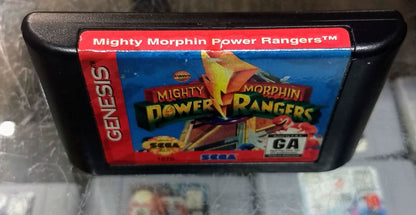 Mighty Morphin Power Rangers™
GENESIS
MIGHTY MORPHIN
POWER RANGERS
SEGA
SEGA
GA